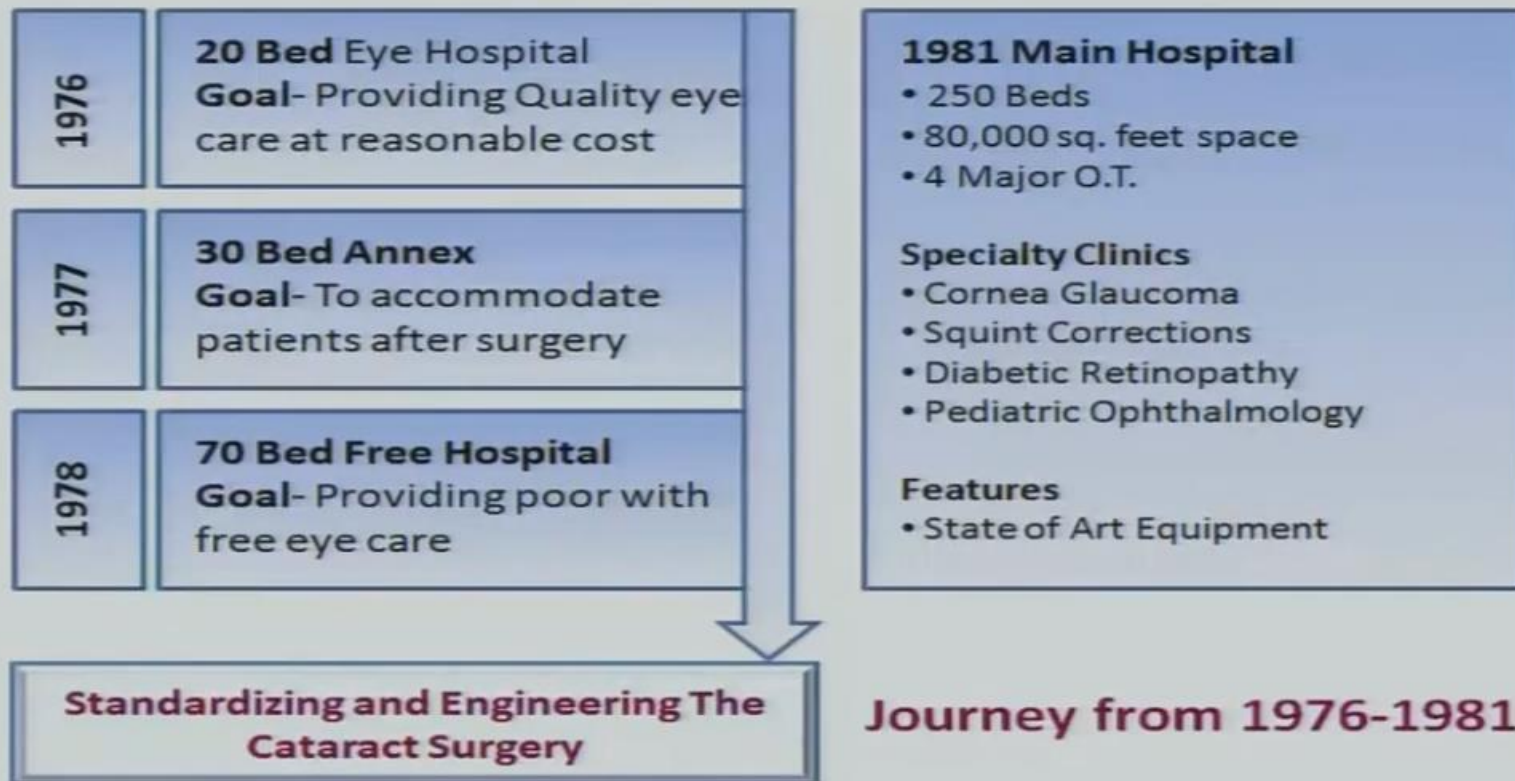 1976
20 Bed Eye Hospital
Goal- Providing Quality eye
care at reasonable cost
1977
30 Bed Annex
Goal- To accommodate
patients after surgery
1978
70 Bed Free Hospital
Goal- Providing poor with
free eye care
Standardizing and Engineering The
Cataract Surgery
1981 Main Hospital
• 250 Beds
• 80,000 sq. feet space
• 4 Major O.T.
Specialty Clinics
• Cornea Glaucoma
• Squint Corrections
• Diabetic Retinopathy
• Pediatric Ophthalmology
Features
• State of Art Equipment
Journey from 1976-1981